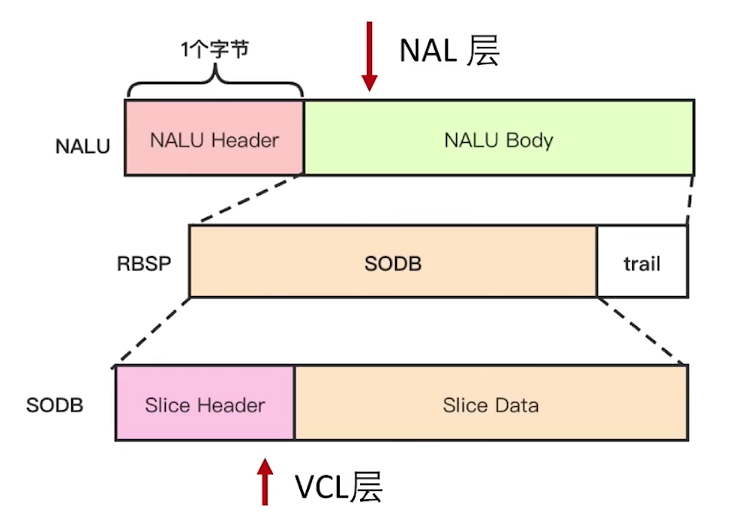 1个字节
NAL 层
NALU
NALU Header
NALU Body
RBSP
SODB
trail
SODB
Slice Header
Slice Data
VCL层